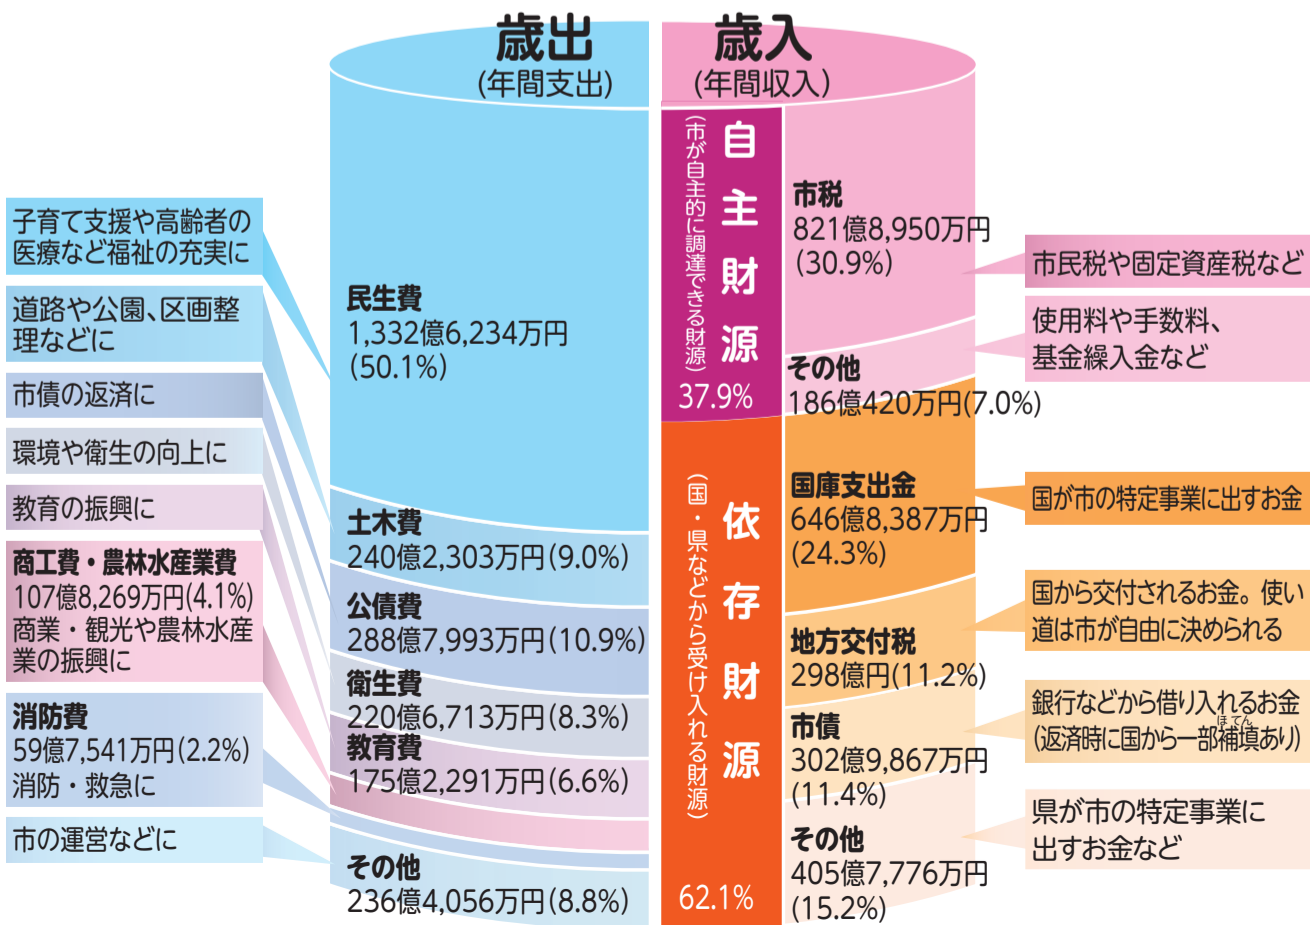 歳出
(年間支出)
歳入
(年間収入)
子育て支援や高齢者の
医療など福祉の充実に
道路や公園、区画整
理などに
市債の返済に
環境や衛生の向上に
教育の振興に
商工費・農林水産業費
107億8,269万円(4.1%)
商業・観光や農林水産
業の振興に
消防費
59億7,541万円(2.2%)
消防・救急に
市の運営などに
民生費
1,332億6,234万円
(50.1%)
土木費
240億2,303万円(9.0%)
公債費
288億7,993万円(10.9%)
衛生費
220億6,713万円(8.3%)
教育費
175億2,291万円(6.6%)
その他
236億4,056万円(8.8%)
自主財源
(市が自主的に調達できる財源)
37.9%
依存財源
(国・県などから受け入れる財源)
62.1%
市税
821億8,950万円
(30.9%)
その他
186億420万円(7.0%)
国庫支出金
646億8,387万円
(24.3%)
地方交付税
298億円(11.2%)
市債
302億9,867万円
(11.4%)
その他
405億7,776万円
(15.2%)
市民税や固定資産税など
使用料や手数料、
基金繰入金など
国が市の特定事業に出すお金
国から交付されるお金。使い
道は市が自由に決められる
銀行などから借り入れるお金
ほてん
(返済時に国から一部補填あり)
県が市の特定事業に
出すお金など